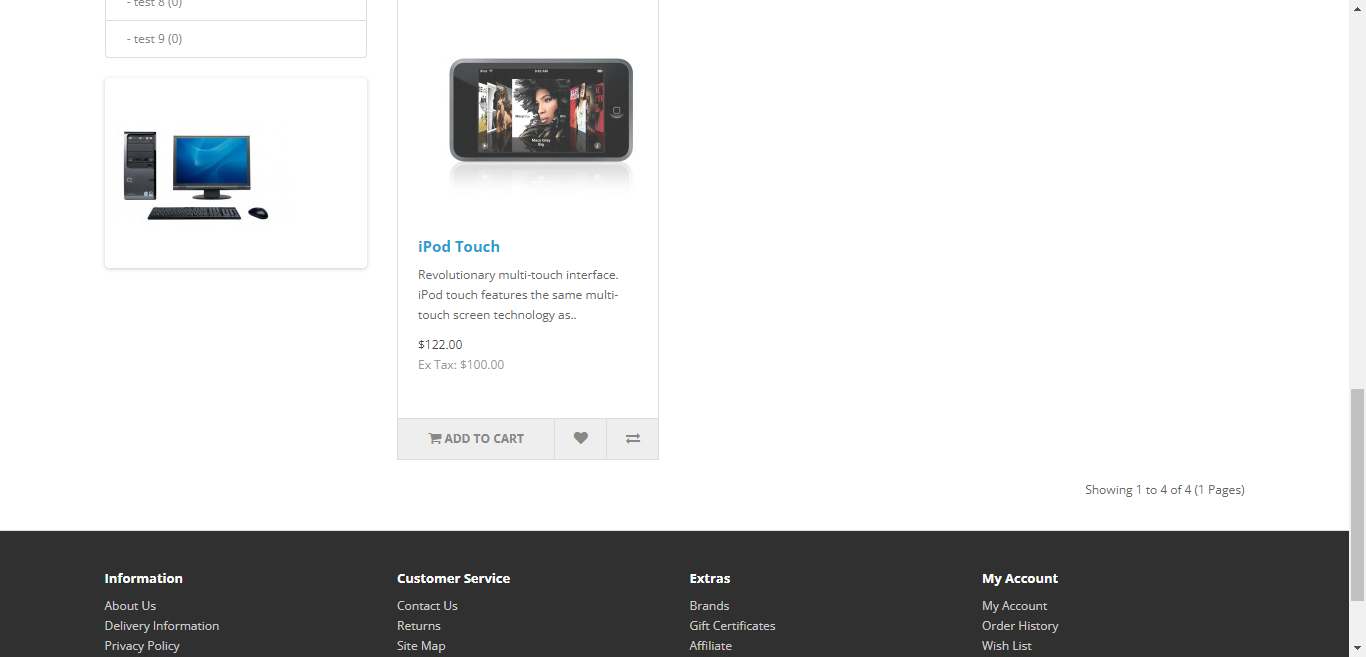 - test 8 (0)
- test 9 (0)
iPod Touch
Revolutionary multi-touch interface.
iPod touch features the same multi-
touch screen technology as..
$122.00
Ex Tax: $100.00
ADD TO CART
Showing 1 to 4 of 4 (1 Pages)
Information
About Us
Delivery Information
Privacy Policy
Customer Service
Contact Us
Returns
Site Map
Extras
Brands
Gift Certificates
Affiliate
My Account
My Account
Order History
Wish List